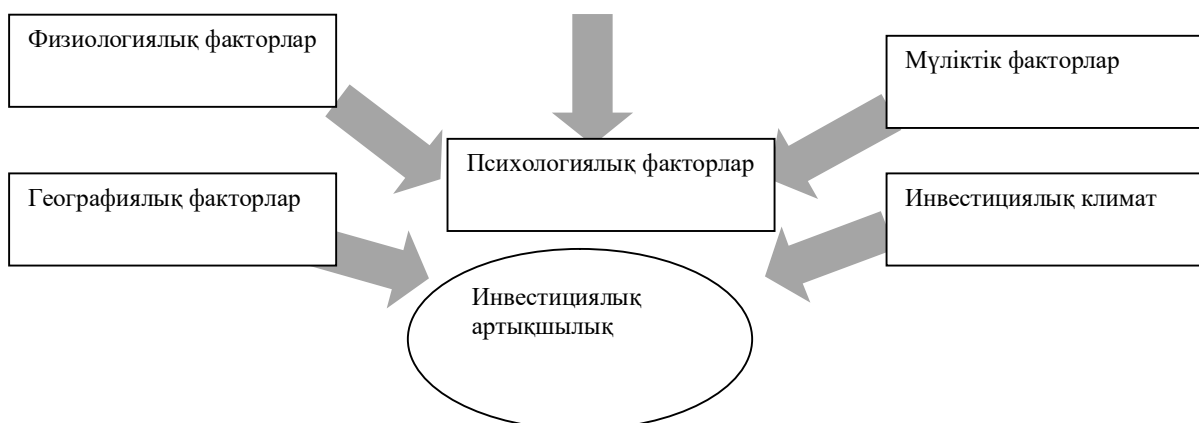 Физиологиялық факторлар
Мүліктік факторлар
Психологиялық факторлар
Географиялық факторлар
Инвестициялық климат
Инвестициялық
артықшылық